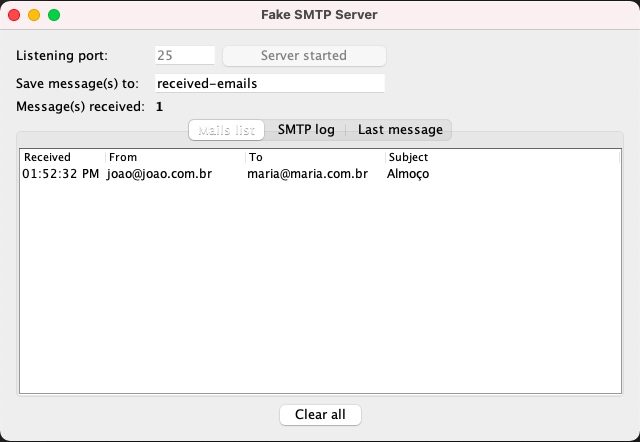 Fake SMTP Server
Listening port: 25 Server started
Save message(s) to: received-emails
Message(s) received: 1
Mails list SMTP log Last message
Received From To Subject
01:52:32 PM joao@joao.com.br maria@maria.com.br Almoço
Clear all